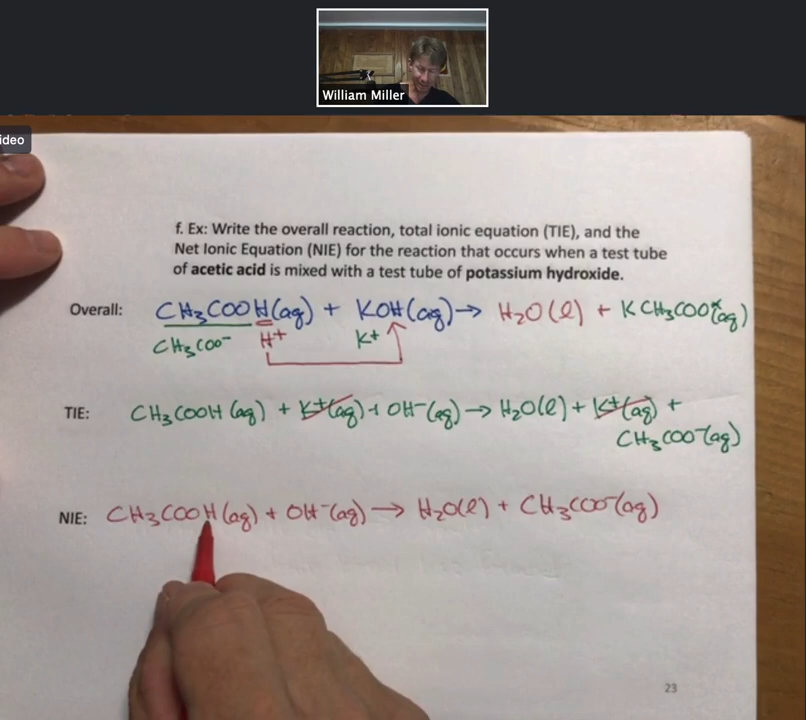 William Miller
ideo
f. Ex: Write the overall reaction, total ionic equation (TIE), and the
Net Ionic Equation (NIE) for the reaction that occurs when a test tube
of acetic acid is mixed with a test tube of potassium hydroxide.
Overall: CH₃COOH(aq) + KOH(aq) → H₂O(l) + KCH₃COO(aq)
CH₃COO⁻ H⁺ K⁺
TIE: CH₃COOH (aq) + K⁺(aq) + OH⁻(aq) → H₂O(l) + K⁺(aq) +
CH₃COO⁻(aq)
NIE: CH₃COOH(aq) + OH⁻(aq) → H₂O(l) + CH₃COO⁻(aq)
23